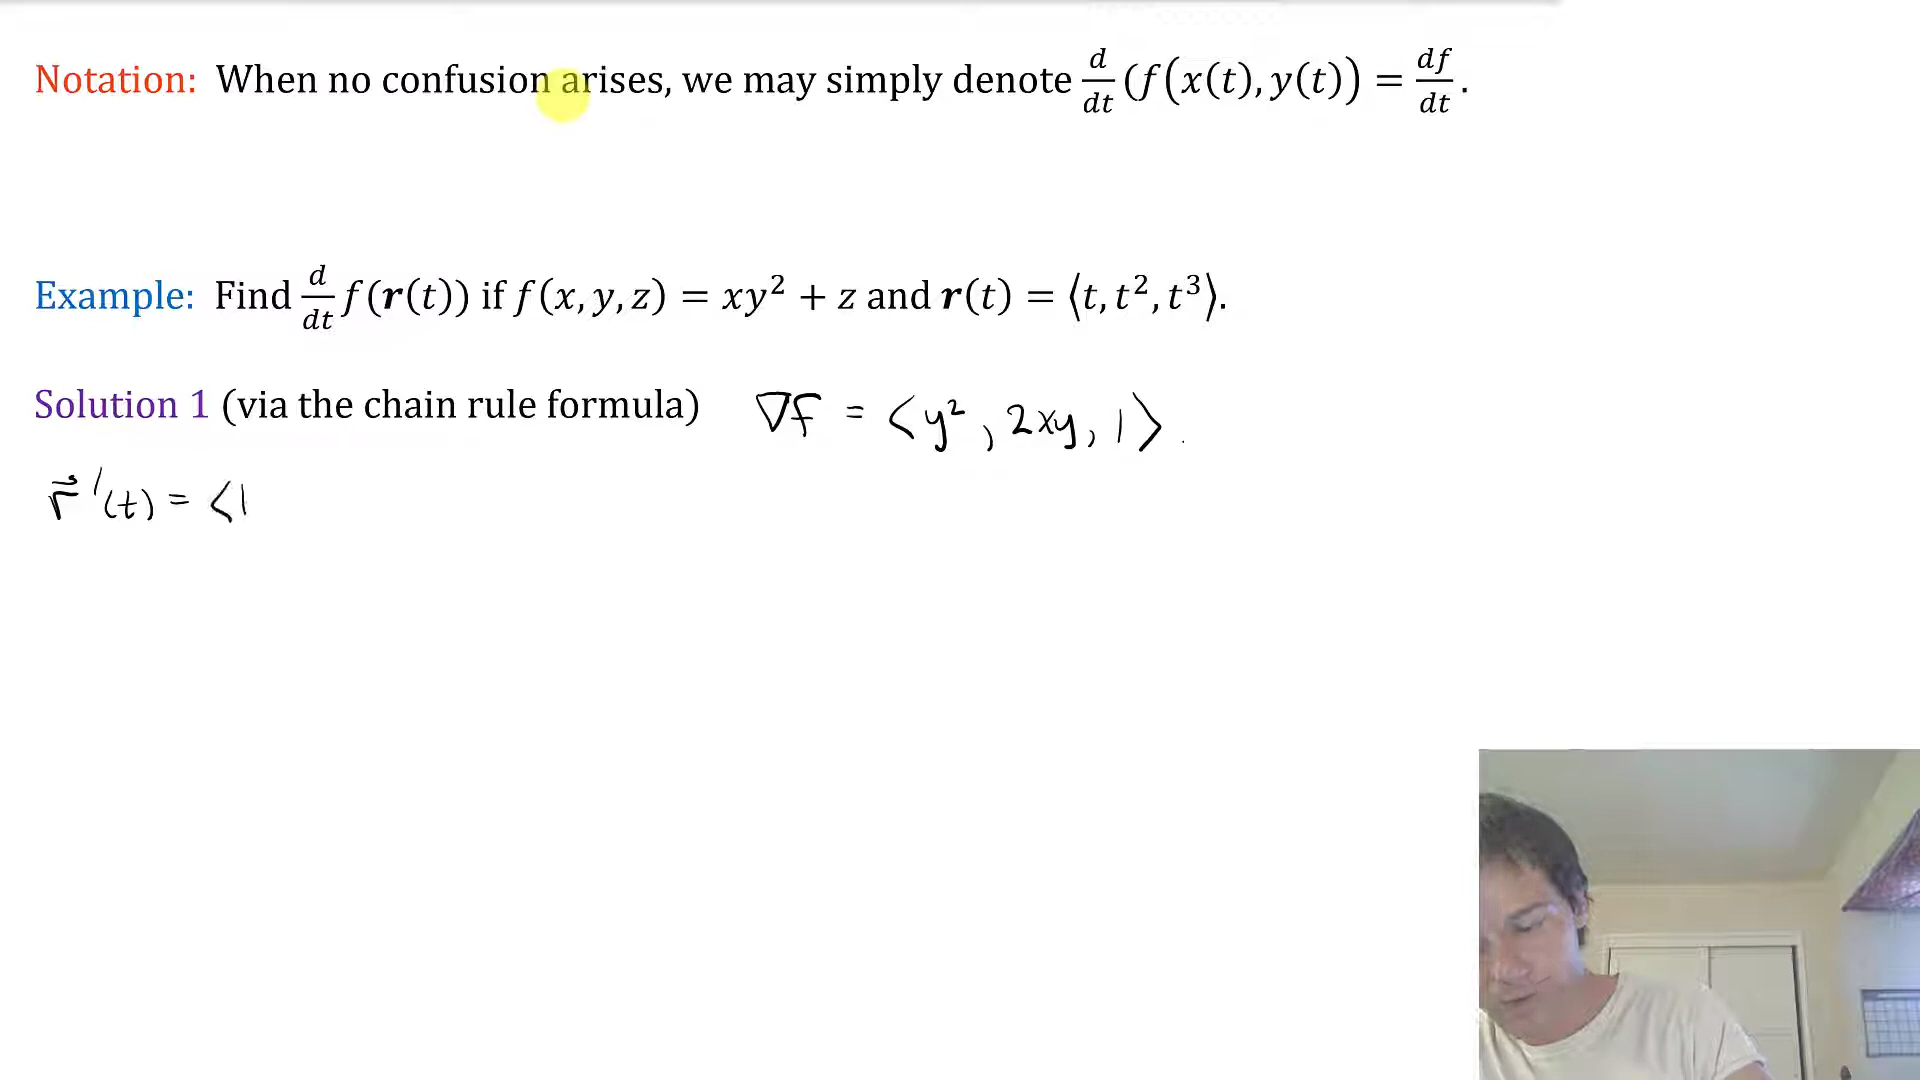 Notation: When no confusion arises, we may simply denote d/dt (f(x(t), y(t)) = df/dt .
Example: Find d/dt f(r(t)) if f(x, y, z) = xy² + z and r(t) = ⟨t, t², t³⟩.
Solution 1 (via the chain rule formula) ∇f = ⟨y², 2xy, 1⟩.
r⃗ ′(t) = ⟨1